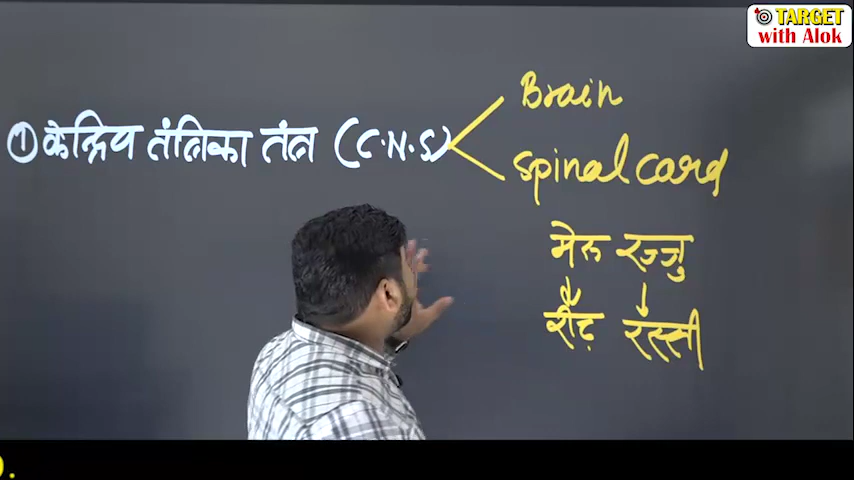 TARGET
with Alok
① केन्द्रिय तंत्रिका तंत्र (C.N.S)
Brain
Spinal card
मेरू रज्जु
रीढ़ रस्सी